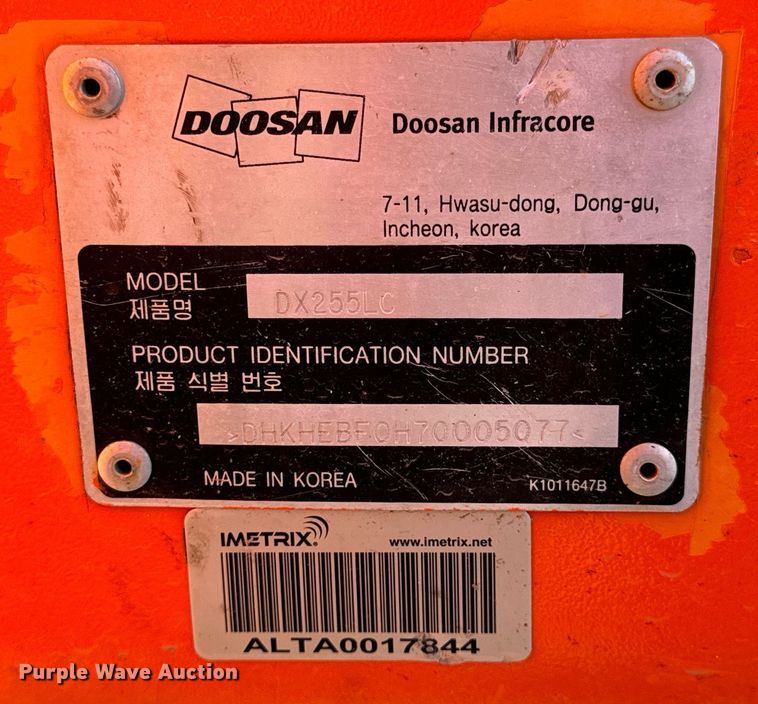 DOOSAN Doosan Infracore
7-11, Hwasu-dong, Dong-gu,
Incheon, korea
MODEL
제품명
DX255LC
PRODUCT IDENTIFICATION NUMBER
제품 식별 번호
>DHKHEBF0H70005077<
MADE IN KOREA K1011647B
IMETRIX. www.imetrix.net
ALTA0017844
Purple Wave Auction